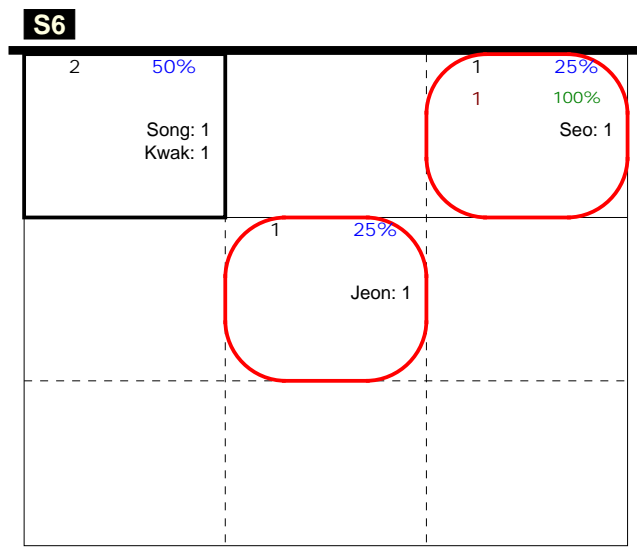 S6
2 50%
Song: 1
Kwak: 1
1 25%
1 100%
Seo: 1
1 25%
Jeon: 1